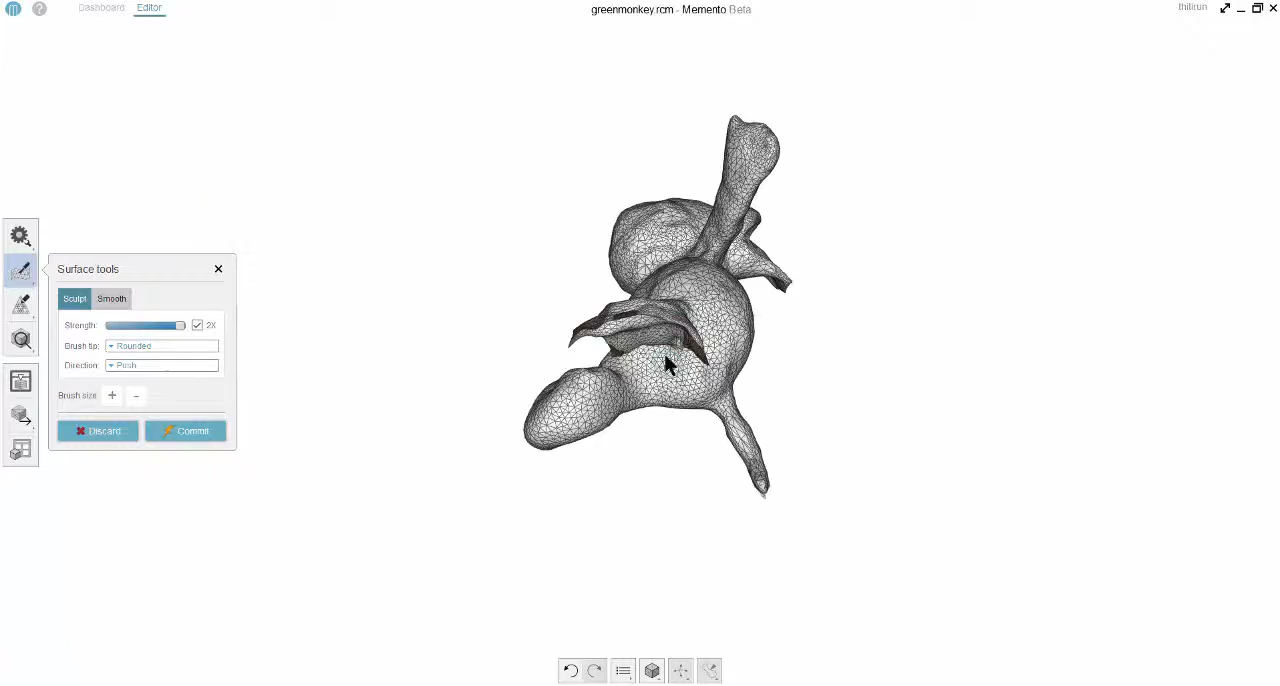 Dashboard Editor
greenmonkey.rcm - Memento Beta
thilirun
Surface tools
Sculpt Smooth
Strength: 2X
Brush tip: Rounded
Direction: Push
Brush size + -
Discard Commit